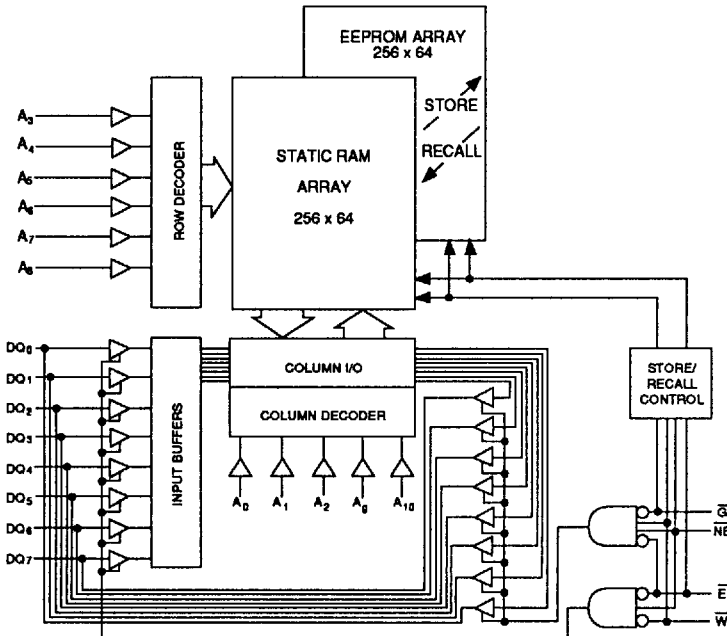 EEPROM ARRAY
256 x 64
STORE
RECALL
STATIC RAM
ARRAY
256 x 64
ROW DECODER
A3
A4
A5
A6
A7
A8
DQ0
DQ1
DQ2
DQ3
DQ4
DQ5
DQ6
DQ7
INPUT BUFFERS
COLUMN I/O
COLUMN DECODER
A0 A1 A2 A9 A10
STORE/
RECALL
CONTROL
G
NE
E
W